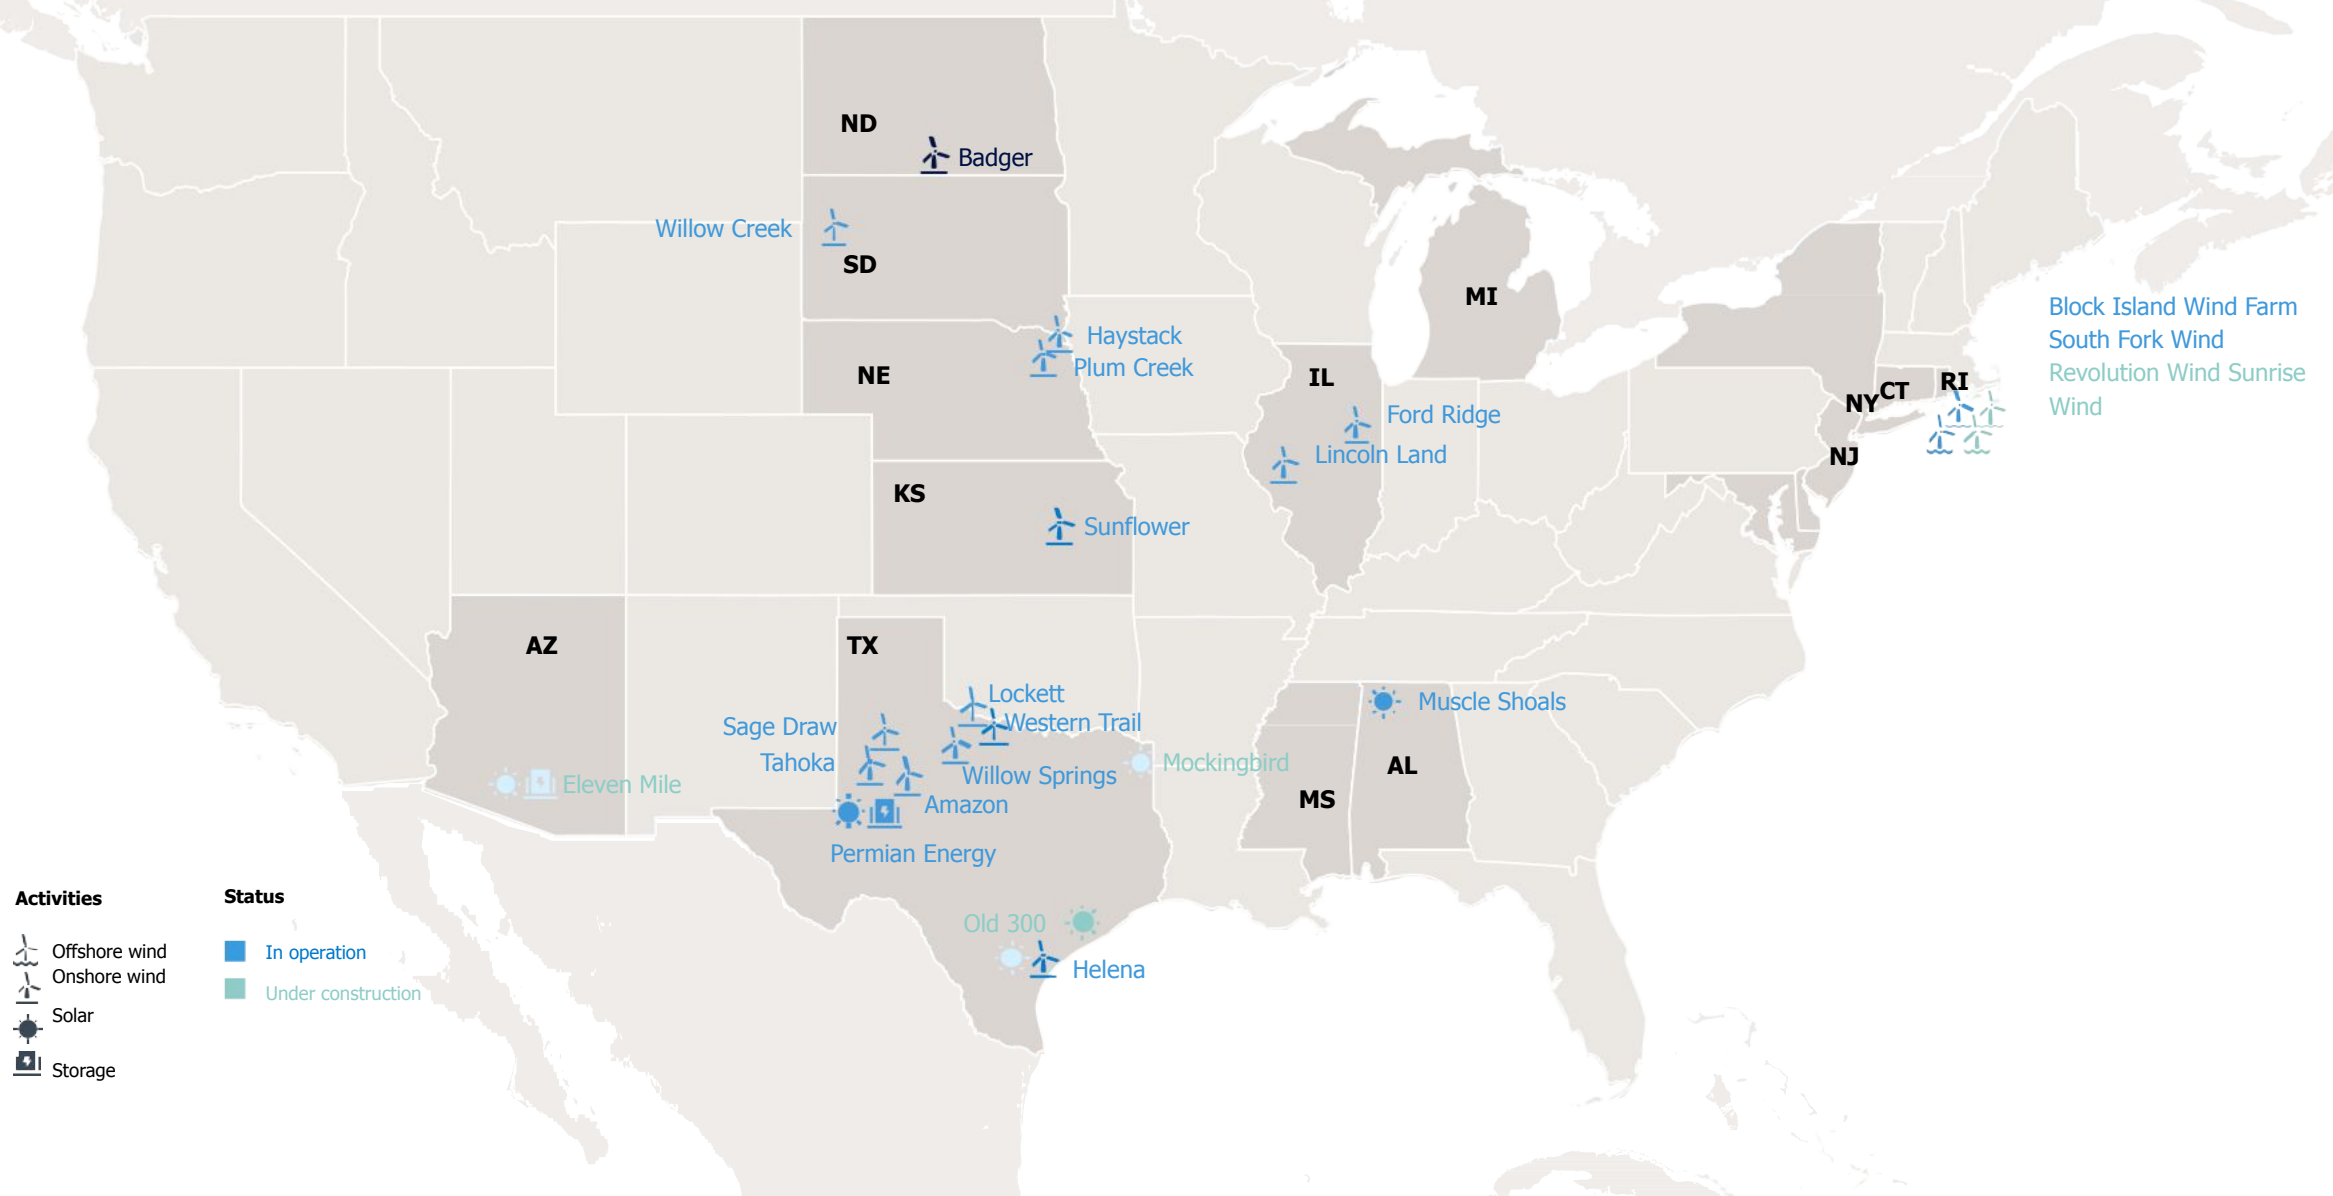 ND
Badger
Willow Creek
SD
MI
Block Island Wind Farm
South Fork Wind
Revolution Wind Sunrise
Wind
Haystack
Plum Creek
NE
IL
RI
CT
NY
Ford Ridge
Lincoln Land
NJ
KS
Sunflower
AZ
TX
Lockett
Western Trail
Sage Draw
Tahoka
Willow Springs
Amazon
Permian Energy
Mockingbird
Muscle Shoals
AL
MS
Eleven Mile
Old 300
Helena
Activities
Offshore wind
Onshore wind
Solar
Storage
Status
In operation
Under construction